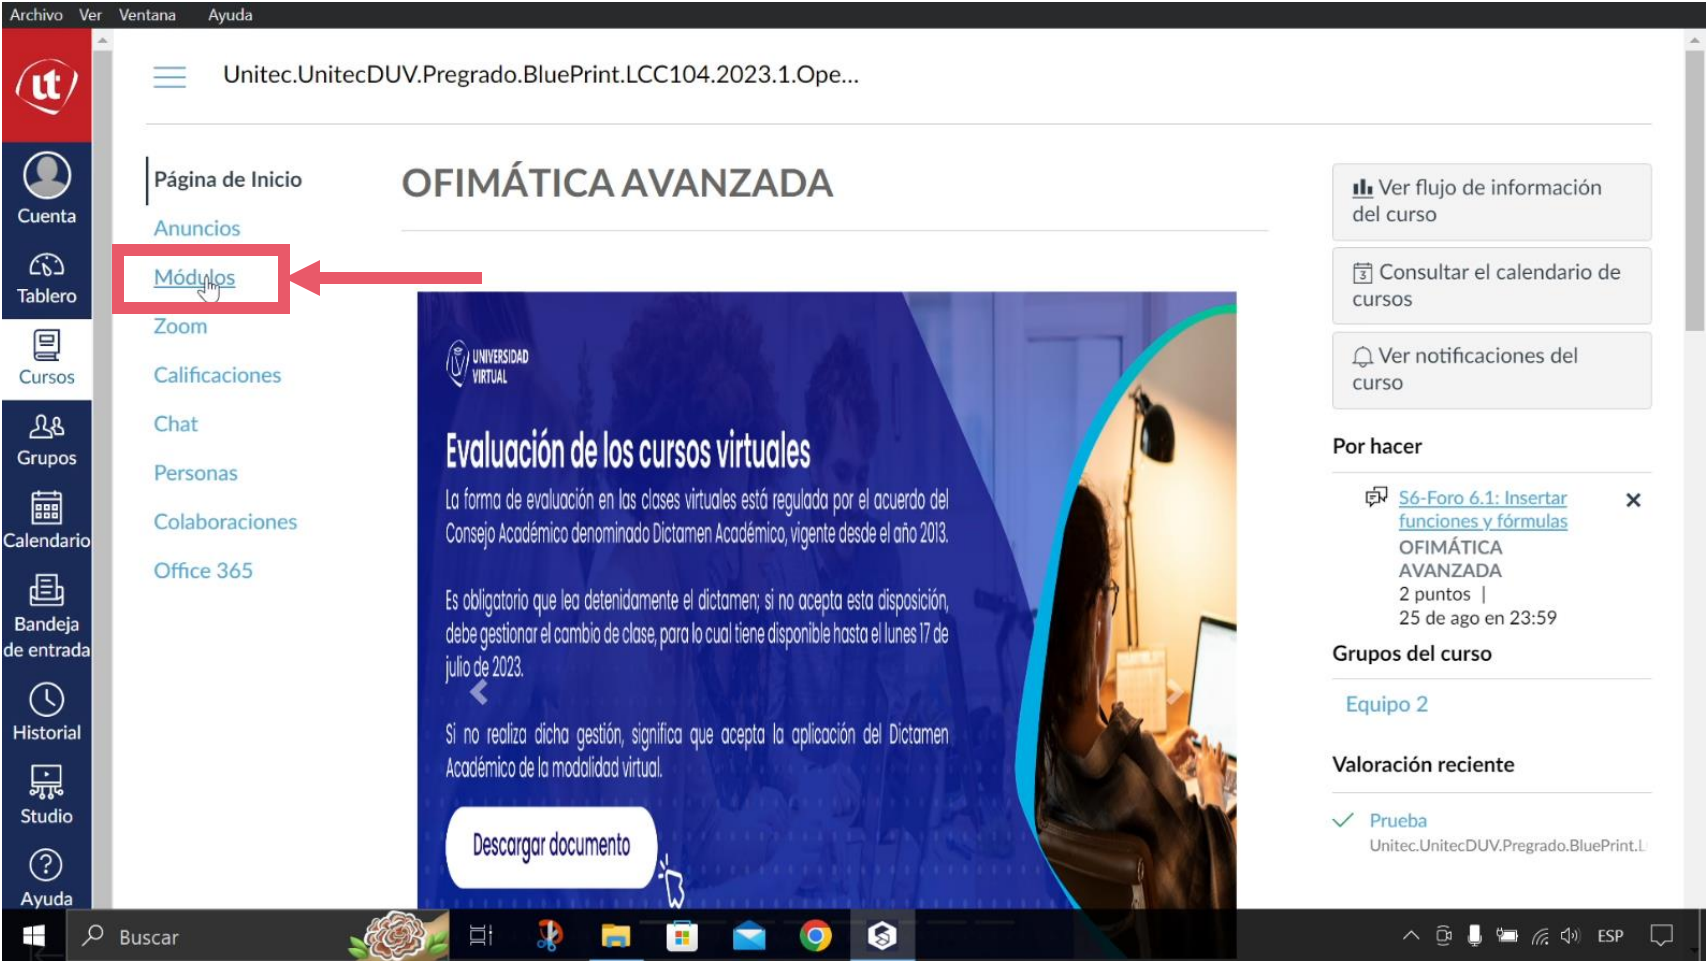 Archivo Ver Ventana Ayuda
ut
Cuenta
Tablero
Cursos
Grupos
Calendario
Bandeja
de entrada
Historial
Studio
Ayuda
Unitec.UnitecDUV.Pregrado.BluePrint.LCC104.2023.1.Ope...
Página de Inicio
Anuncios
Módulos
Zoom
Calificaciones
Chat
Personas
Colaboraciones
Office 365
OFIMÁTICA AVANZADA
UNIVERSIDAD
VIRTUAL
Evaluación de los cursos virtuales
La forma de evaluación en las clases virtuales está regulada por el acuerdo del
Consejo Académico denominado Dictamen Académico, vigente desde el año 2013.
Es obligatorio que lea detenidamente el dictamen; si no acepta esta disposición,
debe gestionar el cambio de clase, para lo cual tiene disponible hasta el lunes 17 de
julio de 2023.
Si no realiza dicha gestión, significa que acepta la aplicación del Dictamen
Académico de la modalidad virtual.
Descargar documento
Ver flujo de información
del curso
3 Consultar el calendario de
cursos
Ver notificaciones del
curso
Por hacer
S6-Foro 6.1: Insertar
funciones y fórmulas
OFIMÁTICA
AVANZADA
2 puntos |
25 de ago en 23:59
Grupos del curso
Equipo 2
Valoración reciente
Prueba
Unitec.UnitecDUV.Pregrado.BluePrint.L
Buscar
ESP